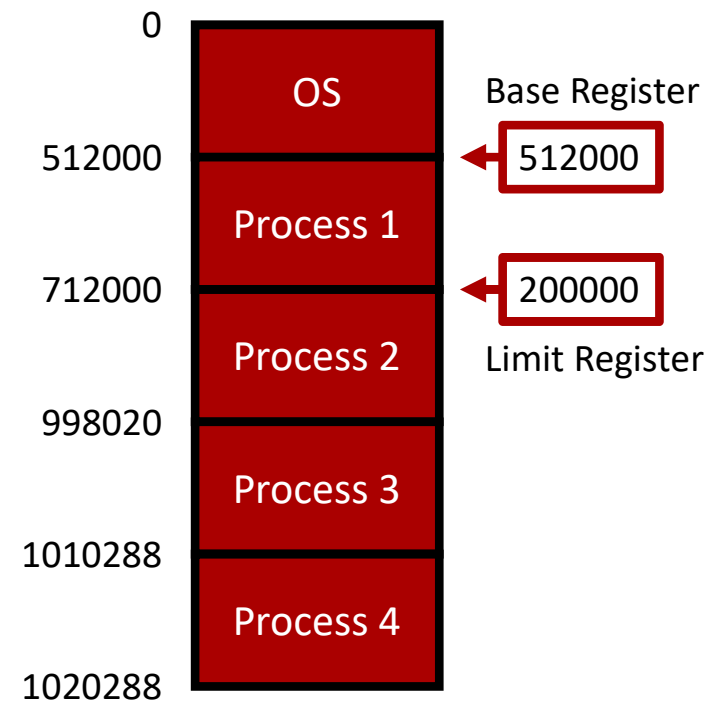 0
OS
Base Register
512000
512000
Process 1
712000
200000
Process 2
Limit Register
998020
Process 3
1010288
Process 4
1020288